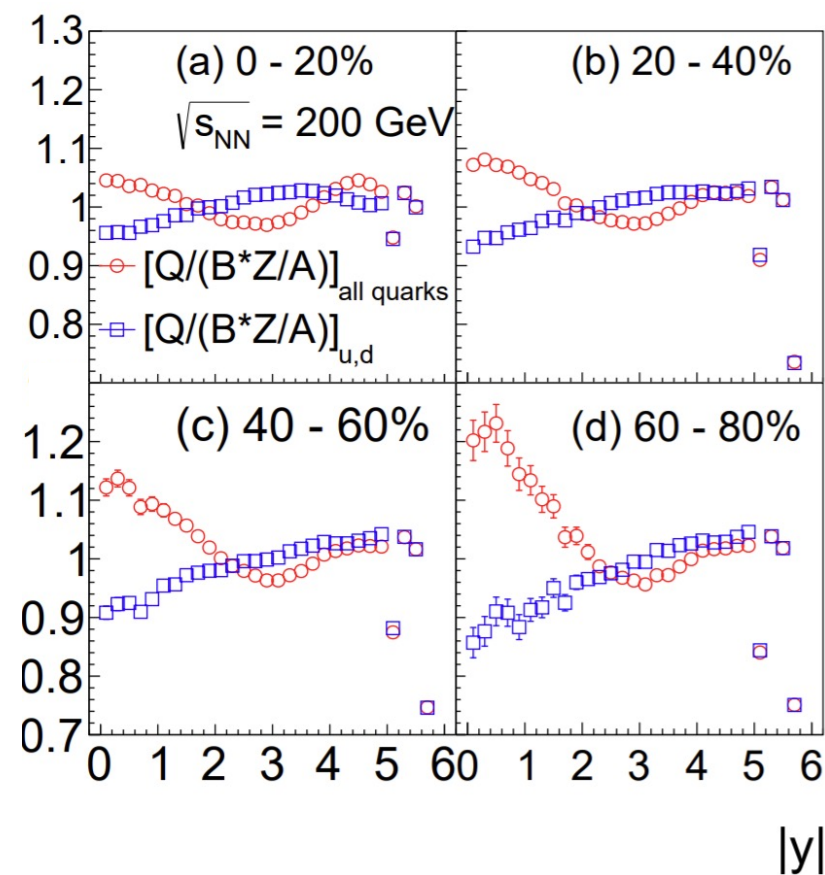 1.3
1.2
1.1
1
0.9
0.8
(a) 0 - 20%
√s_NN = 200 GeV
[Q/(B*Z/A)]_all quarks
[Q/(B*Z/A)]_u,d
(b) 20 - 40%
1.2
1.1
1
0.9
0.8
0.7
(c) 40 - 60%
(d) 60 - 80%
0 1 2 3 4 5 6 0 1 2 3 4 5 6
|y|